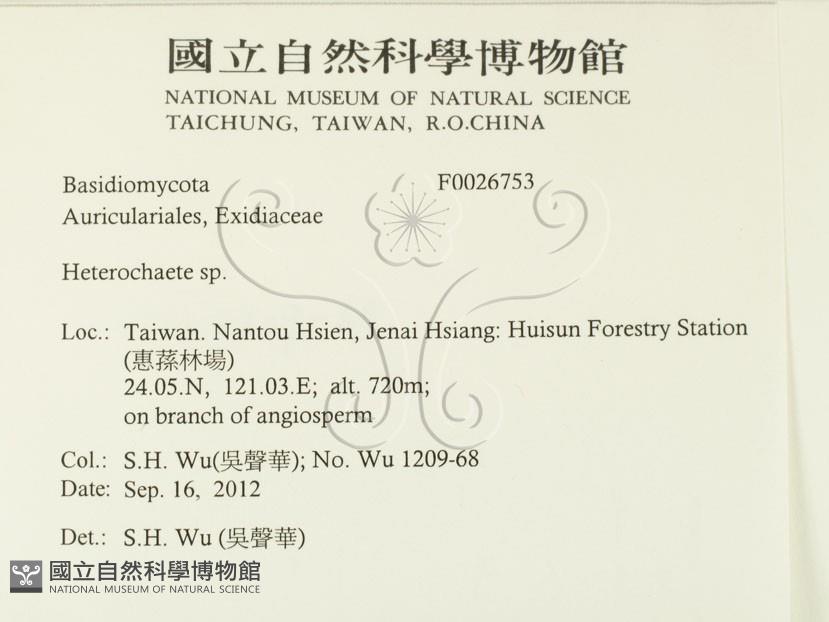 國立自然科學博物館
NATIONAL MUSEUM OF NATURAL SCIENCE
TAICHUNG, TAIWAN, R.O.CHINA
Basidiomycota F0026753
Auriculariales, Exidiaceae
Heterochaete sp.
Loc.: Taiwan. Nantou Hsien, Jenai Hsiang: Huisun Forestry Station
(惠蓀林場)
24.05.N, 121.03.E; alt. 720m;
on branch of angiosperm
Col.: S.H. Wu(吳聲華); No. Wu 1209-68
Date: Sep. 16, 2012
Det.: S.H. Wu (吳聲華)
國立自然科學博物館
NATIONAL MUSEUM OF NATURAL SCIENCE